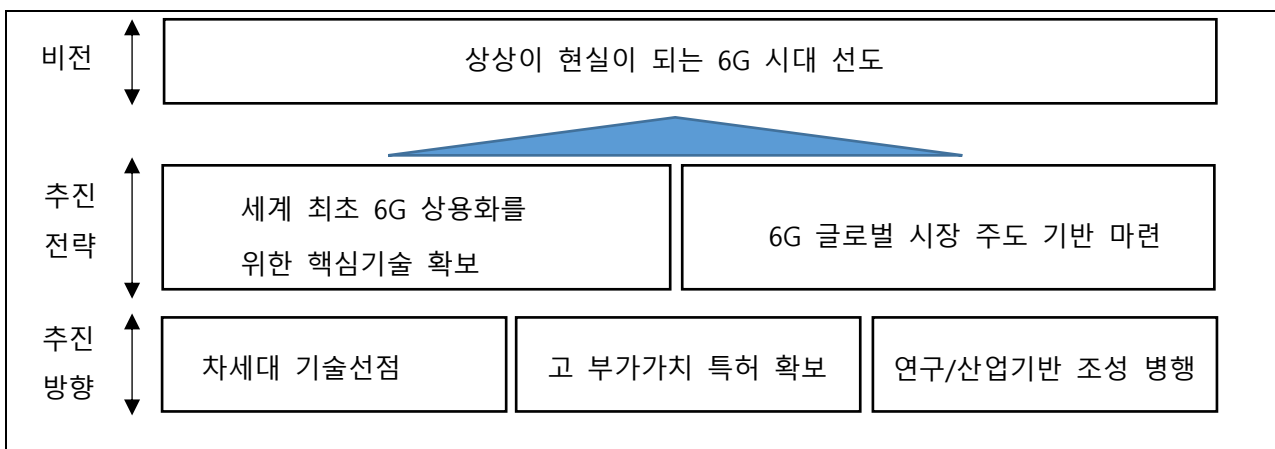 비전
상상이 현실이 되는 6G 시대 선도
추진
전략
세계 최초 6G 상용화를
위한 핵심기술 확보
6G 글로벌 시장 주도 기반 마련
추진
방향
차세대 기술선점
고 부가가치 특허 확보
연구/산업기반 조성 병행